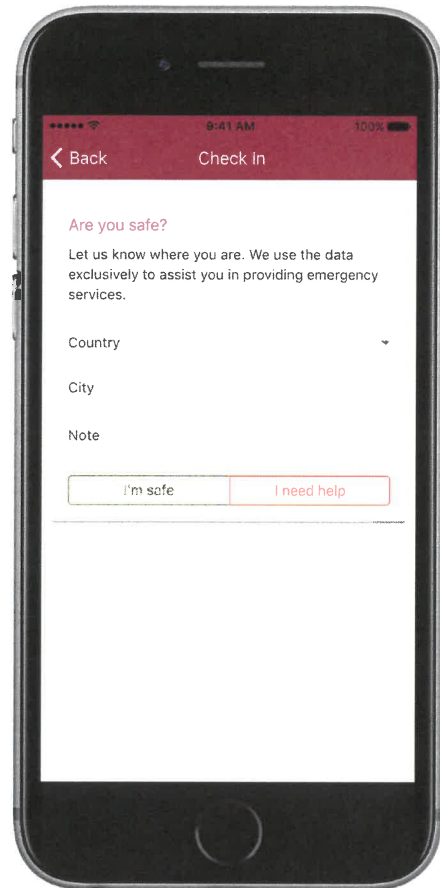 9:41 AM 100%
Back Check In
Are you safe?
Let us know where you are. We use the data
exclusively to assist you in providing emergency
services.
Country
City
Note
I'm safe I need help